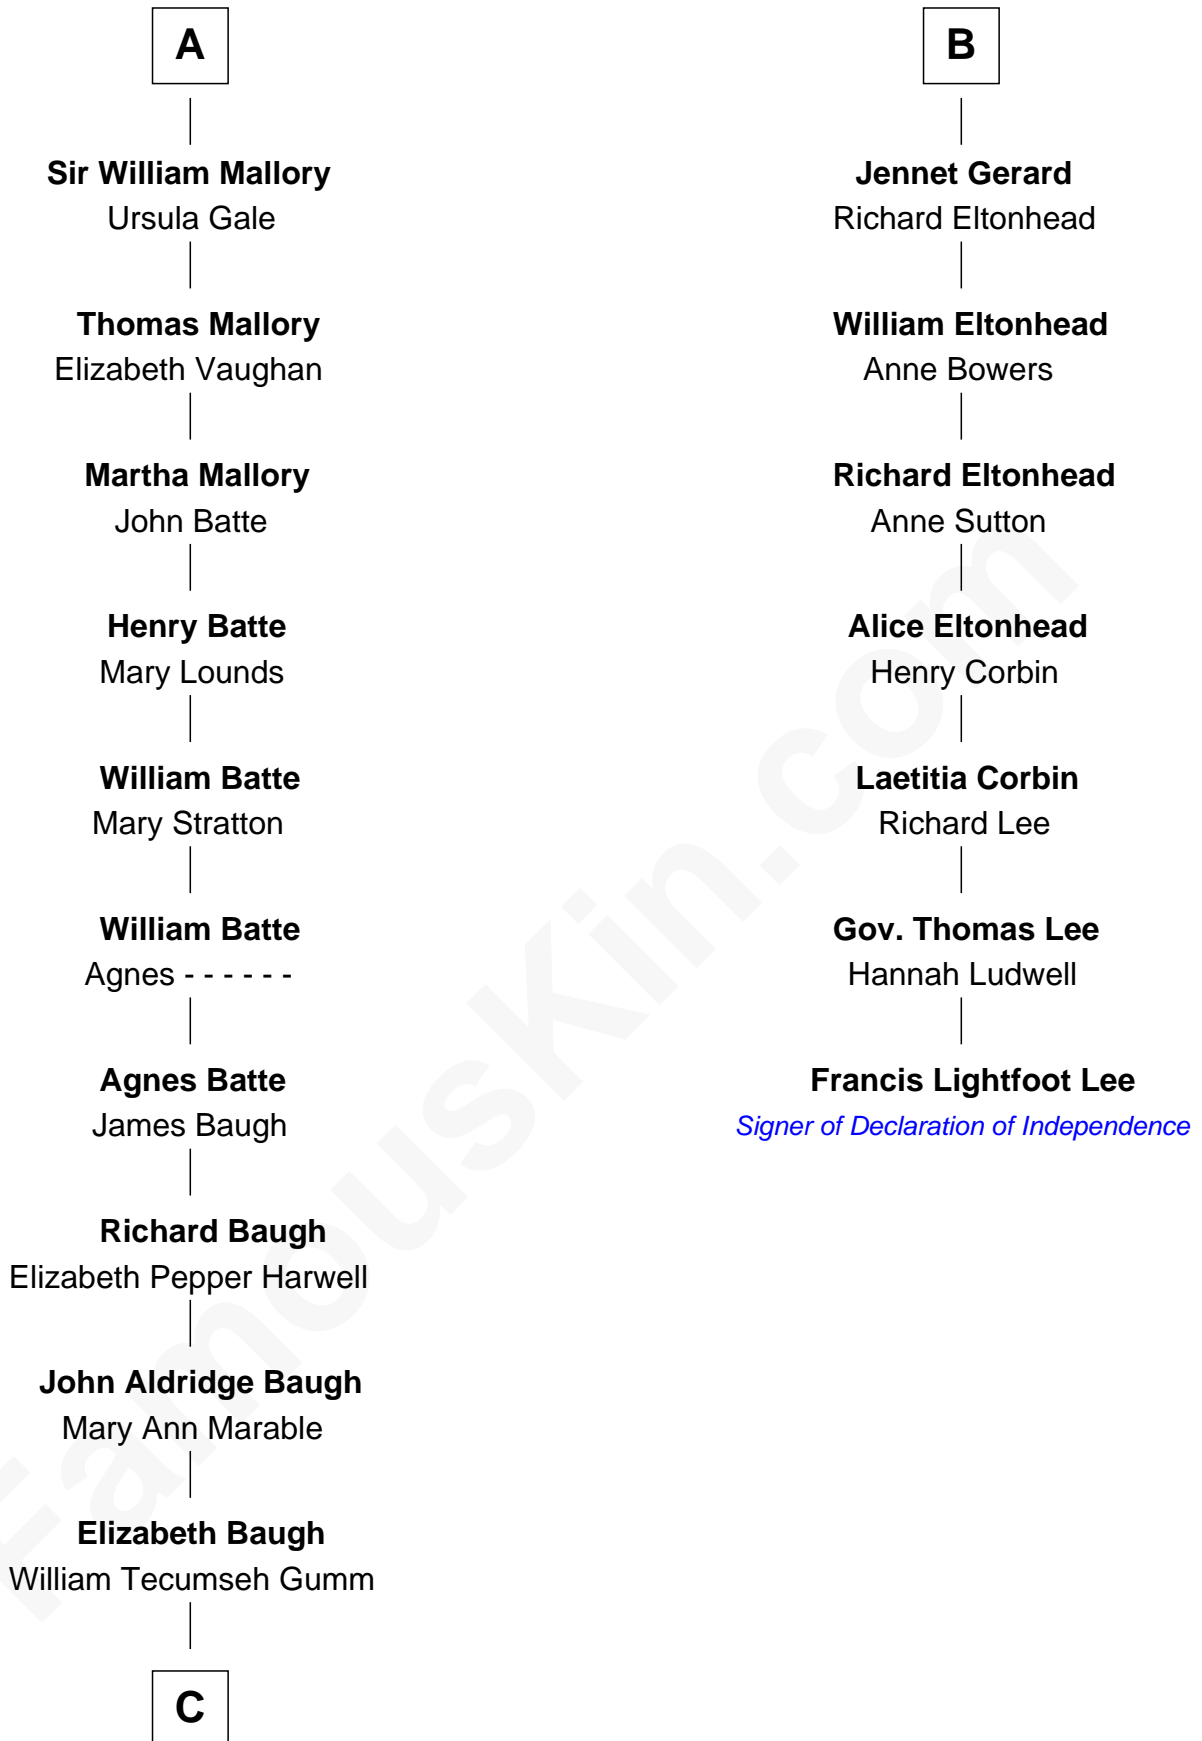 A
Sir William Mallory
Ursula Gale
Thomas Mallory
Elizabeth Vaughan
Martha Mallory
John Batte
Henry Batte
Mary Lounds
William Batte
Mary Stratton
William Batte
Agnes - - - - - -
Agnes Batte
James Baugh
Richard Baugh
Elizabeth Pepper Harwell
John Aldridge Baugh
Mary Ann Marable
Elizabeth Baugh
William Tecumseh Gumm
C
B
Jennet Gerard
Richard Eltonhead
William Eltonhead
Anne Bowers
Richard Eltonhead
Anne Sutton
Alice Eltonhead
Henry Corbin
Laetitia Corbin
Richard Lee
Gov. Thomas Lee
Hannah Ludwell
Francis Lightfoot Lee
Signer of Declaration of Independence
FamousKin.com